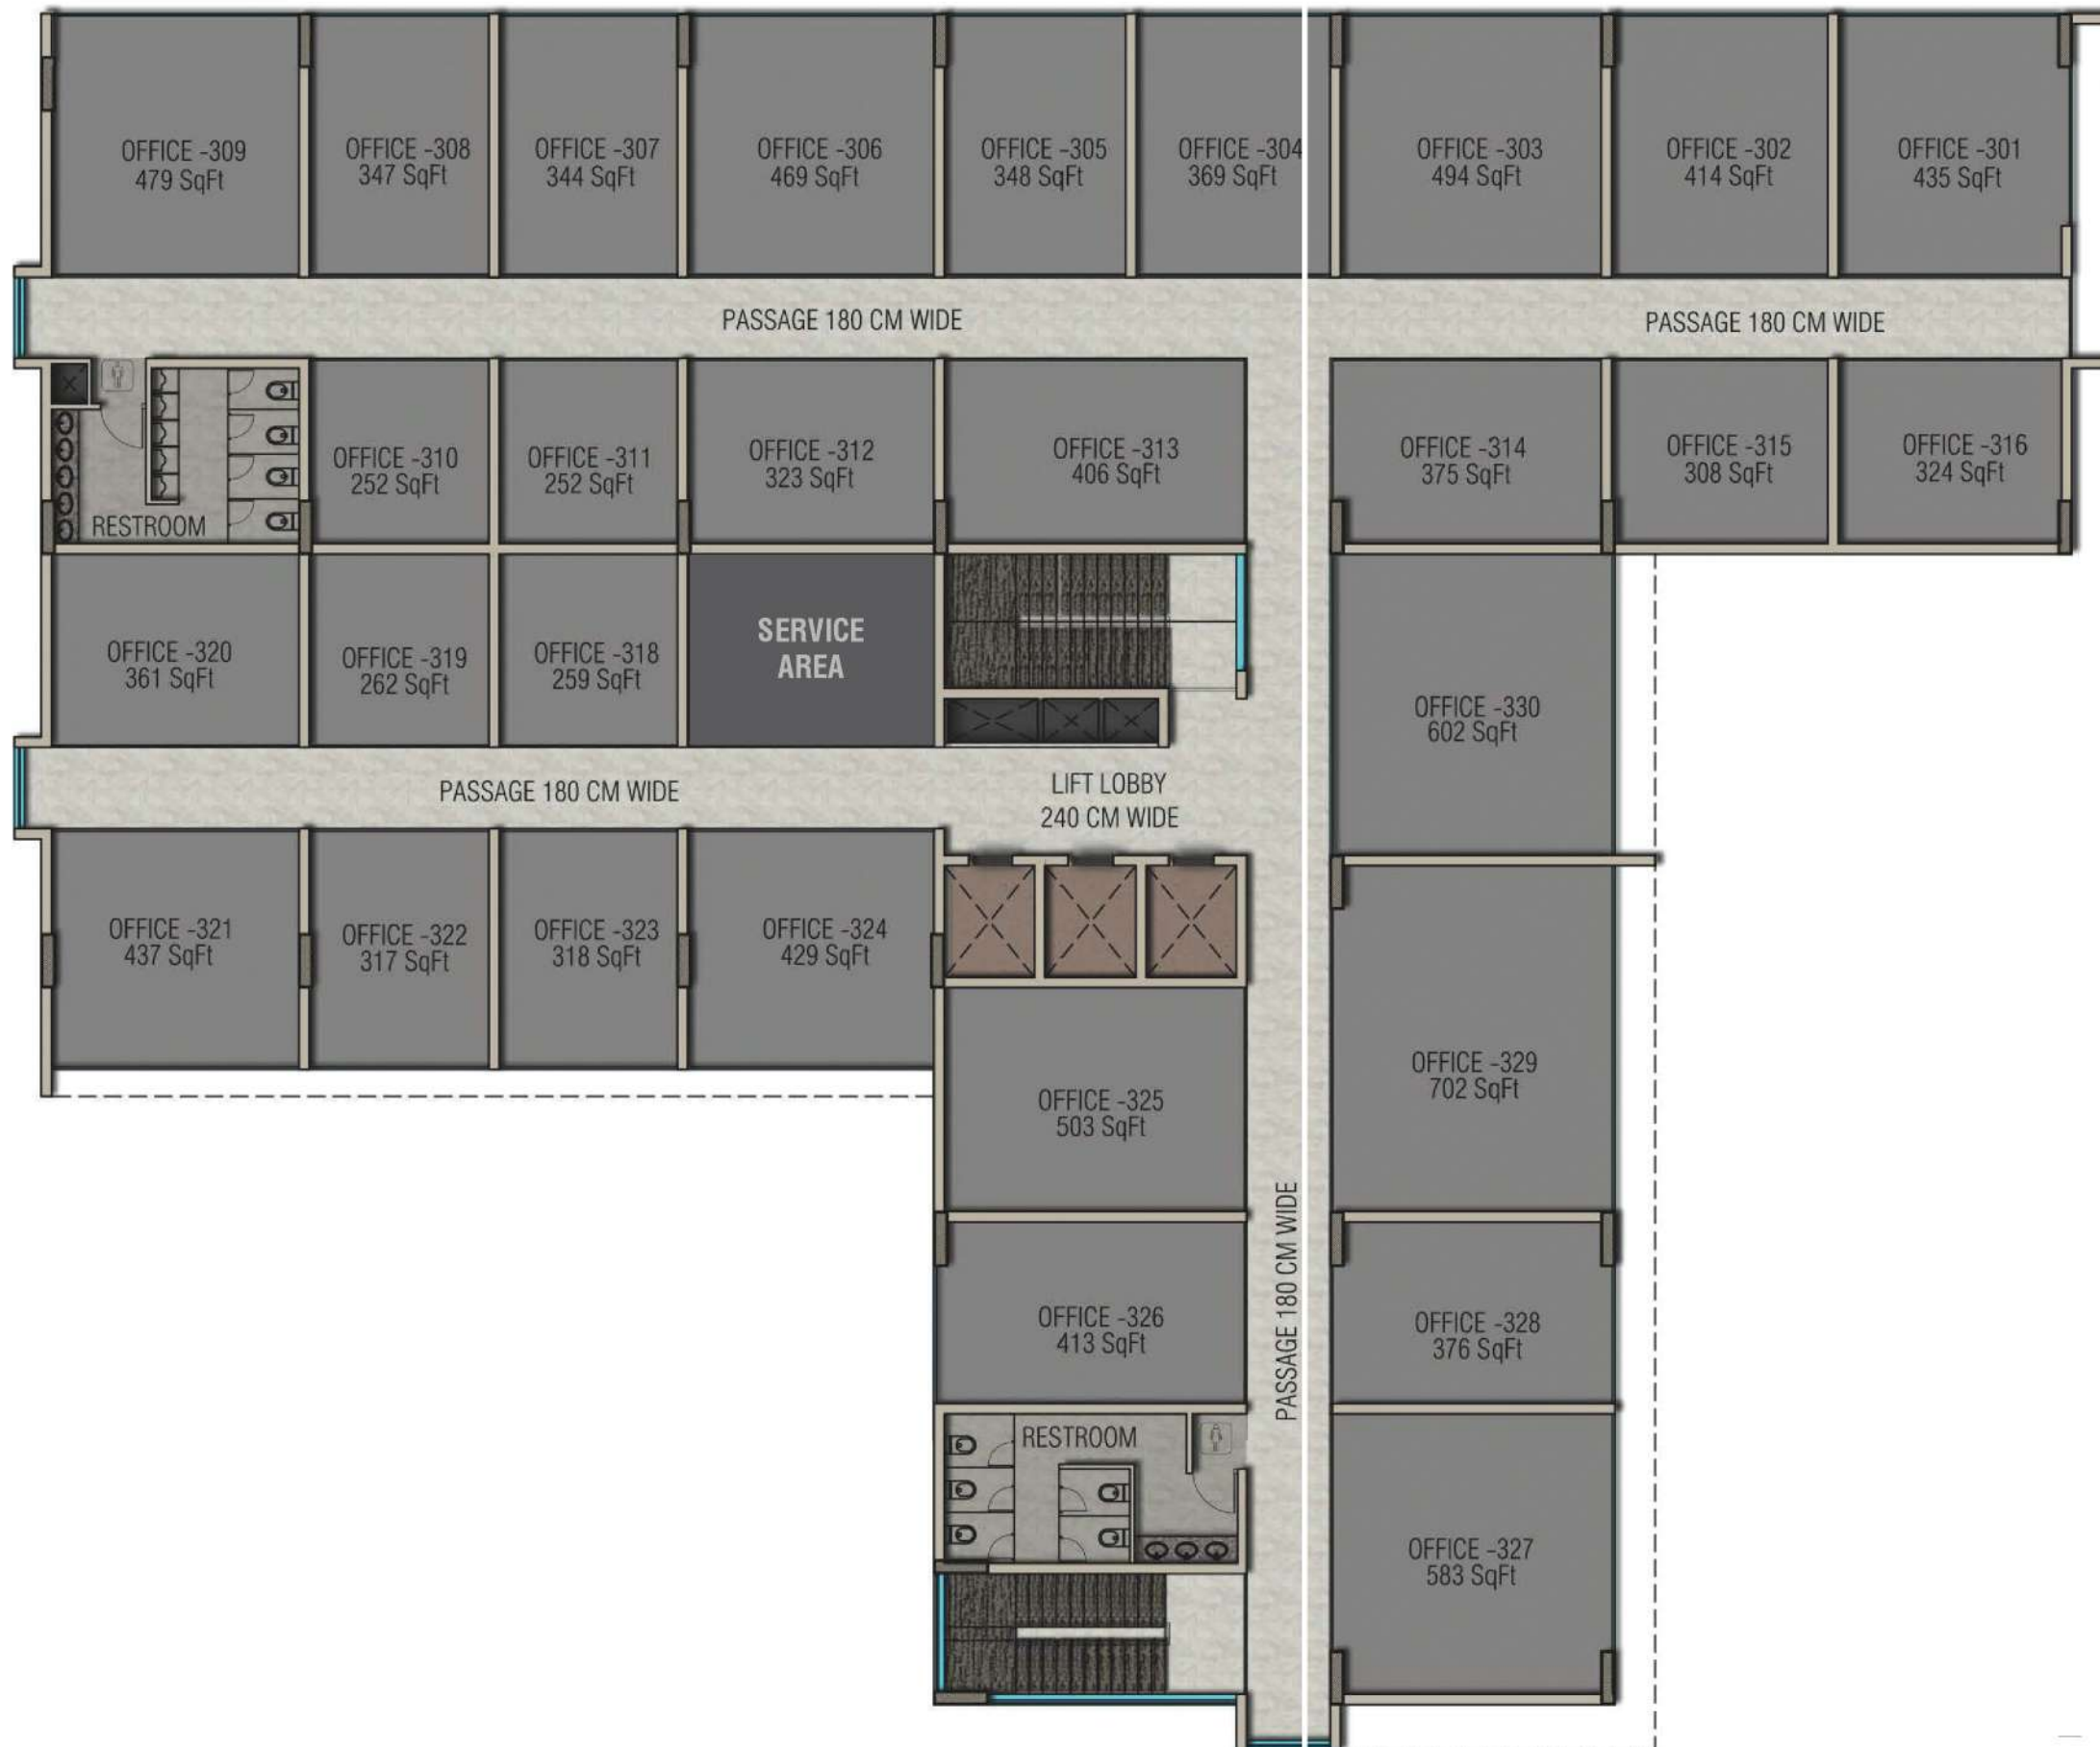 OFFICE -309
479 SqFt
OFFICE -308
347 SqFt
OFFICE -307
344 SqFt
OFFICE -306
469 SqFt
OFFICE -305
348 SqFt
OFFICE -304
369 SqFt
OFFICE -303
494 SqFt
OFFICE -302
414 SqFt
OFFICE -301
435 SqFt
PASSAGE 180 CM WIDE
PASSAGE 180 CM WIDE
RESTROOM
OFFICE -310
252 SqFt
OFFICE -311
252 SqFt
OFFICE -312
323 SqFt
OFFICE -313
406 SqFt
OFFICE -314
375 SqFt
OFFICE -315
308 SqFt
OFFICE -316
324 SqFt
OFFICE -320
361 SqFt
OFFICE -319
262 SqFt
OFFICE -318
259 SqFt
SERVICE
AREA
OFFICE -330
602 SqFt
PASSAGE 180 CM WIDE
LIFT LOBBY
240 CM WIDE
OFFICE -321
437 SqFt
OFFICE -322
317 SqFt
OFFICE -323
318 SqFt
OFFICE -324
429 SqFt
OFFICE -325
503 SqFt
OFFICE -329
702 SqFt
PASSAGE 180 CM WIDE
OFFICE -326
413 SqFt
OFFICE -328
376 SqFt
RESTROOM
OFFICE -327
583 SqFt